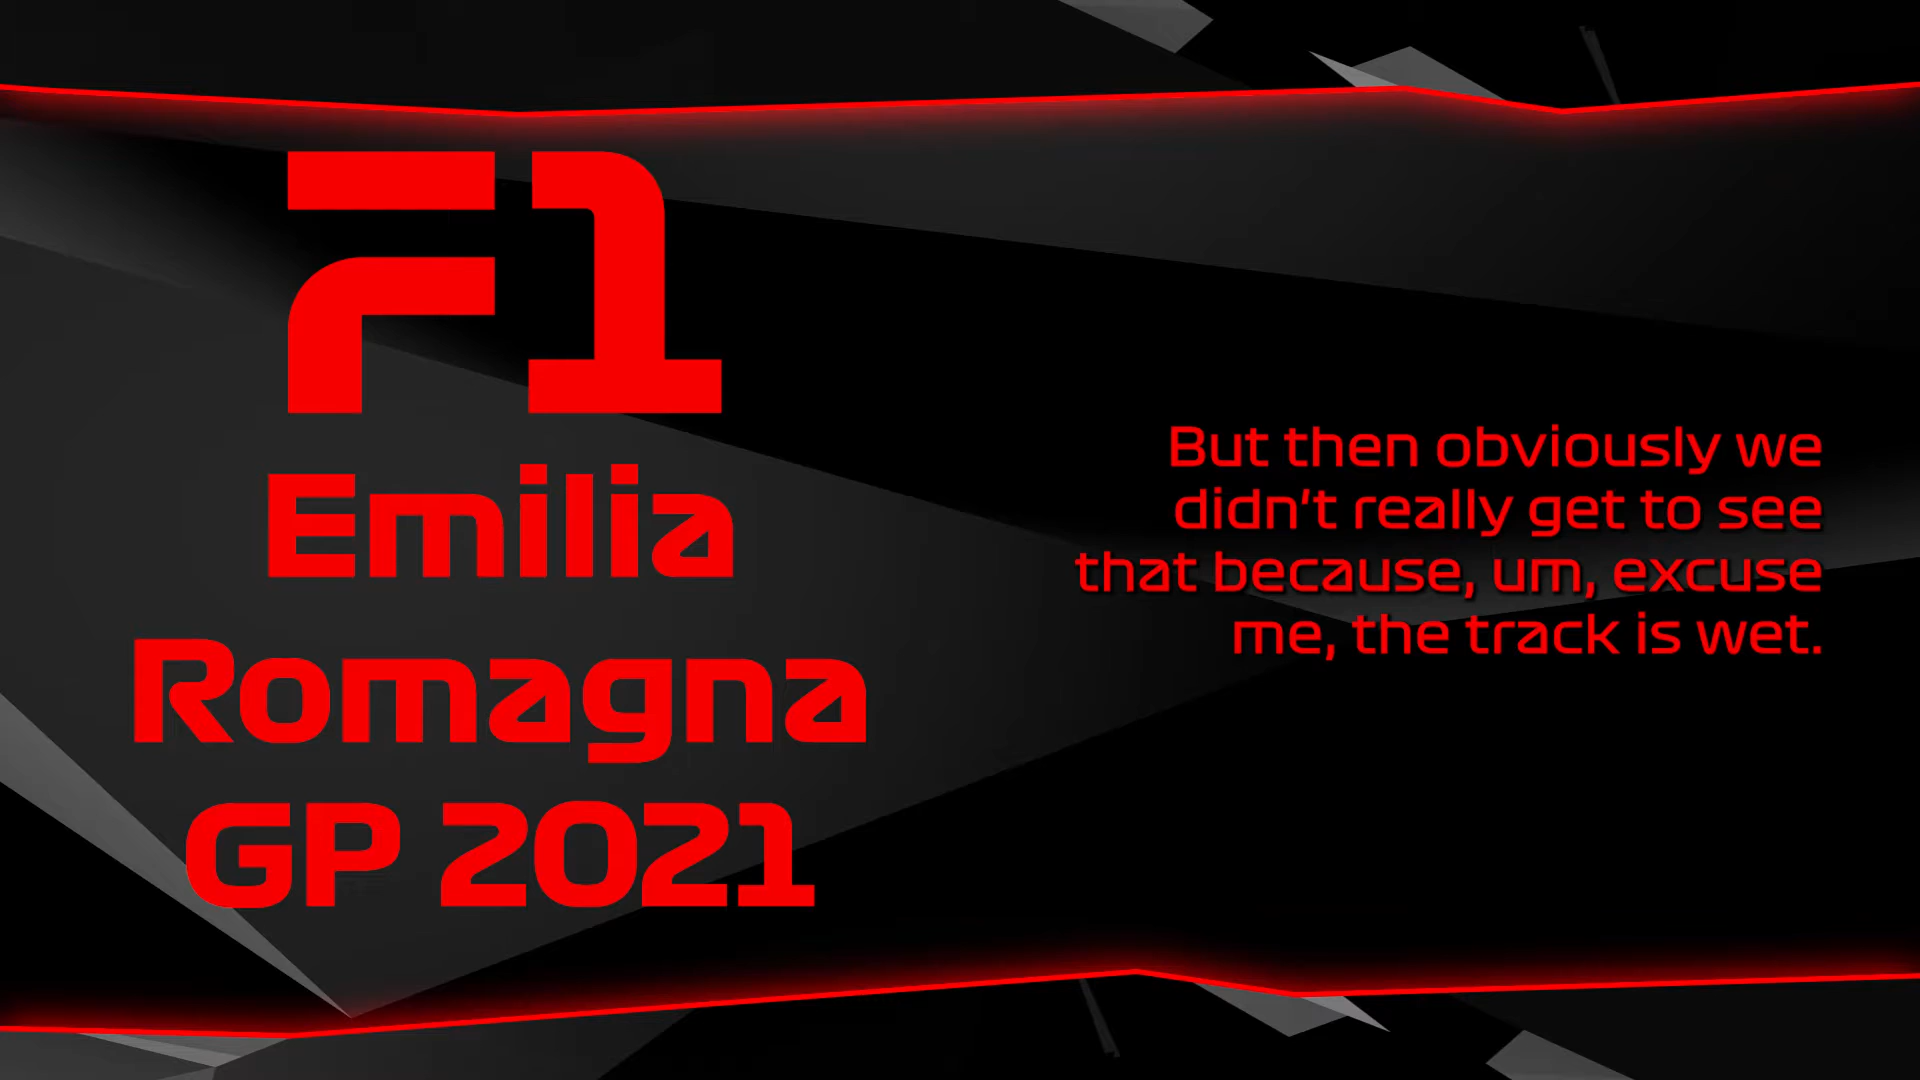 F1
Emilia
Romagna
GP 2021
But then obviously we
didn't really get to see
that because, um, excuse
me, the track is wet.